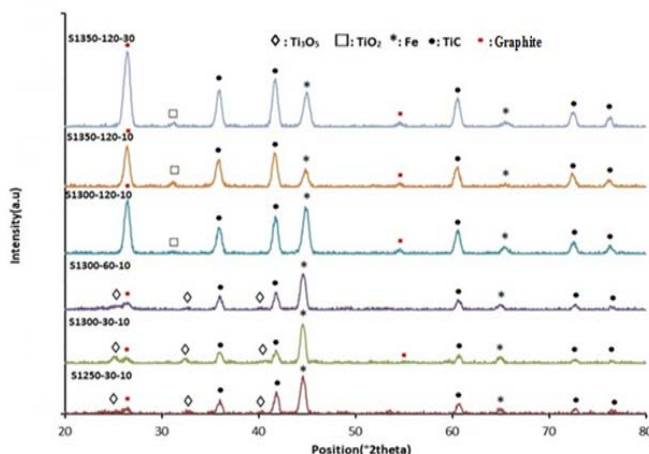 S1350-120-30
◊ : Ti₃O₅ □ : TiO₂ * : Fe • : TiC ▪ : Graphite
S1350-120-10
S1300-120-10
S1300-60-10
S1300-30-10
S1250-30-10
Intensity(a.u)
20 30 40 50 60 70 80
Position(°2theta)